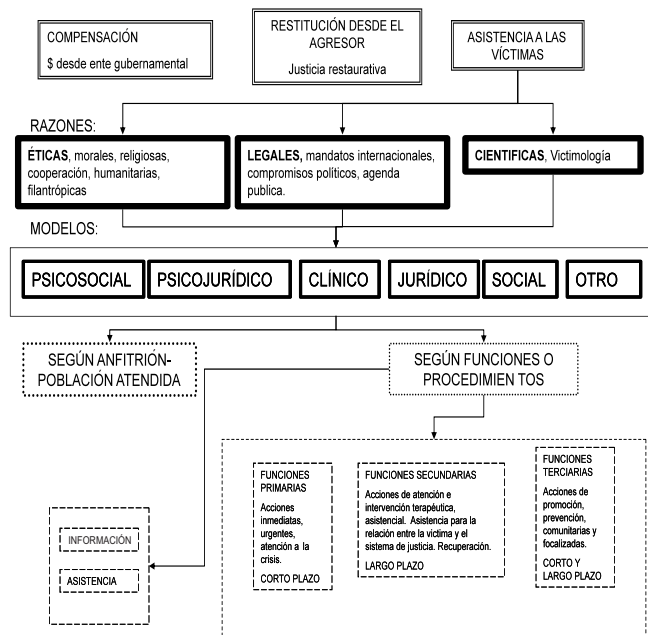 COMPENSACIÓN
$ desde ente gubernamental
RESTITUCIÓN DESDE EL
AGRESOR
Justicia restaurativa
ASISTENCIA A LAS
VÍCTIMAS
RAZONES:
ÉTICAS, morales, religiosas,
cooperación, humanitarias,
filantrópicas
LEGALES, mandatos internacionales,
compromisos políticos, agenda
publica.
CIENTIFICAS, Victimología
MODELOS:
PSICOSOCIAL
PSICOJURÍDICO
CLÍNICO
JURÍDICO
SOCIAL
OTRO
SEGÚN ANFITRIÓN-
POBLACIÓN ATENDIDA
SEGÚN FUNCIONES O
PROCEDIMIEN TOS
INFORMACIÓN
ASISTENCIA
FUNCIONES
PRIMARIAS
Acciones
inmediatas,
urgentes,
atención a la
crisis.
CORTO PLAZO
FUNCIONES SECUNDARIAS
Acciones de atención e
intervención terapéutica,
asistencial. Asistencia para la
relación entre la victima y el
sistema de justicia. Recuperación.
LARGO PLAZO
FUNCIONES
TERCIARIAS
Acciones de
promoción,
prevención,
comunitarias y
focalizadas.
CORTO Y
LARGO PLAZO